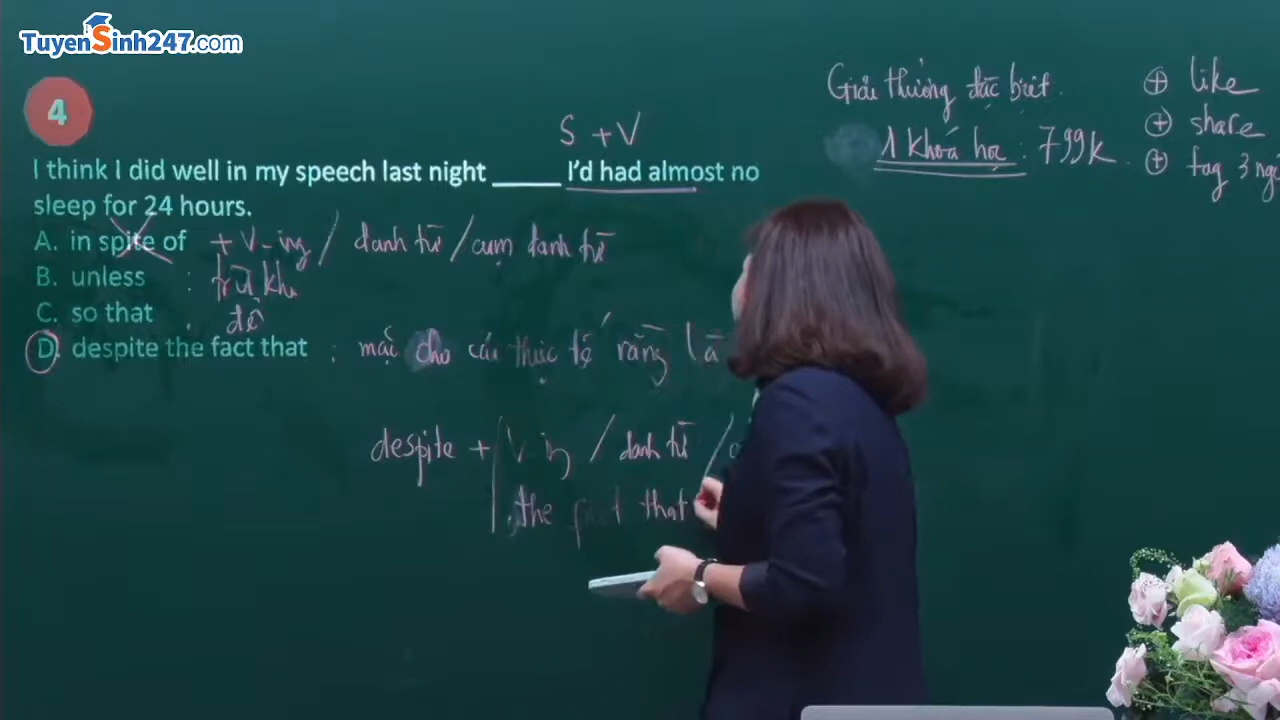 TuyenSinh247.com
4
Giải thưởng đặc biệt.
1 khoá học : 799k.
+ like
+ share
+ tag 3
S + V
I think I did well in my speech last night _____ I'd had almost no
sleep for 24 hours.
A. in spite of + V-ing / danh từ / cụm danh từ
B. unless : trừ khi
C. so that : để
D. despite the fact that : mặc cho cái thực tế rằng là
despite + V ing / danh từ /
the fact that